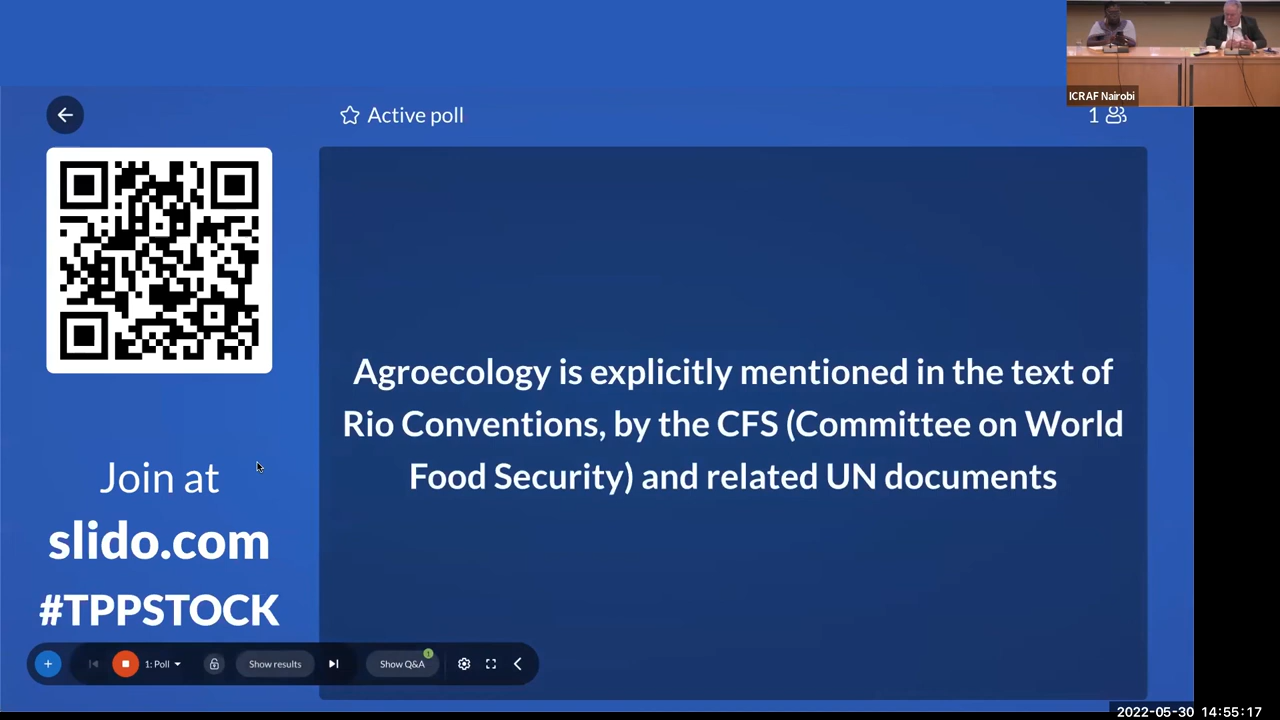 ICRAF Nairobi
Active poll
1
Agroecology is explicitly mentioned in the text of
Rio Conventions, by the CFS (Committee on World
Food Security) and related UN documents
Join at
slido.com
#TPPSTOCK
1: Poll
Show results
Show Q&A
1
2022-05-30 14:55:17